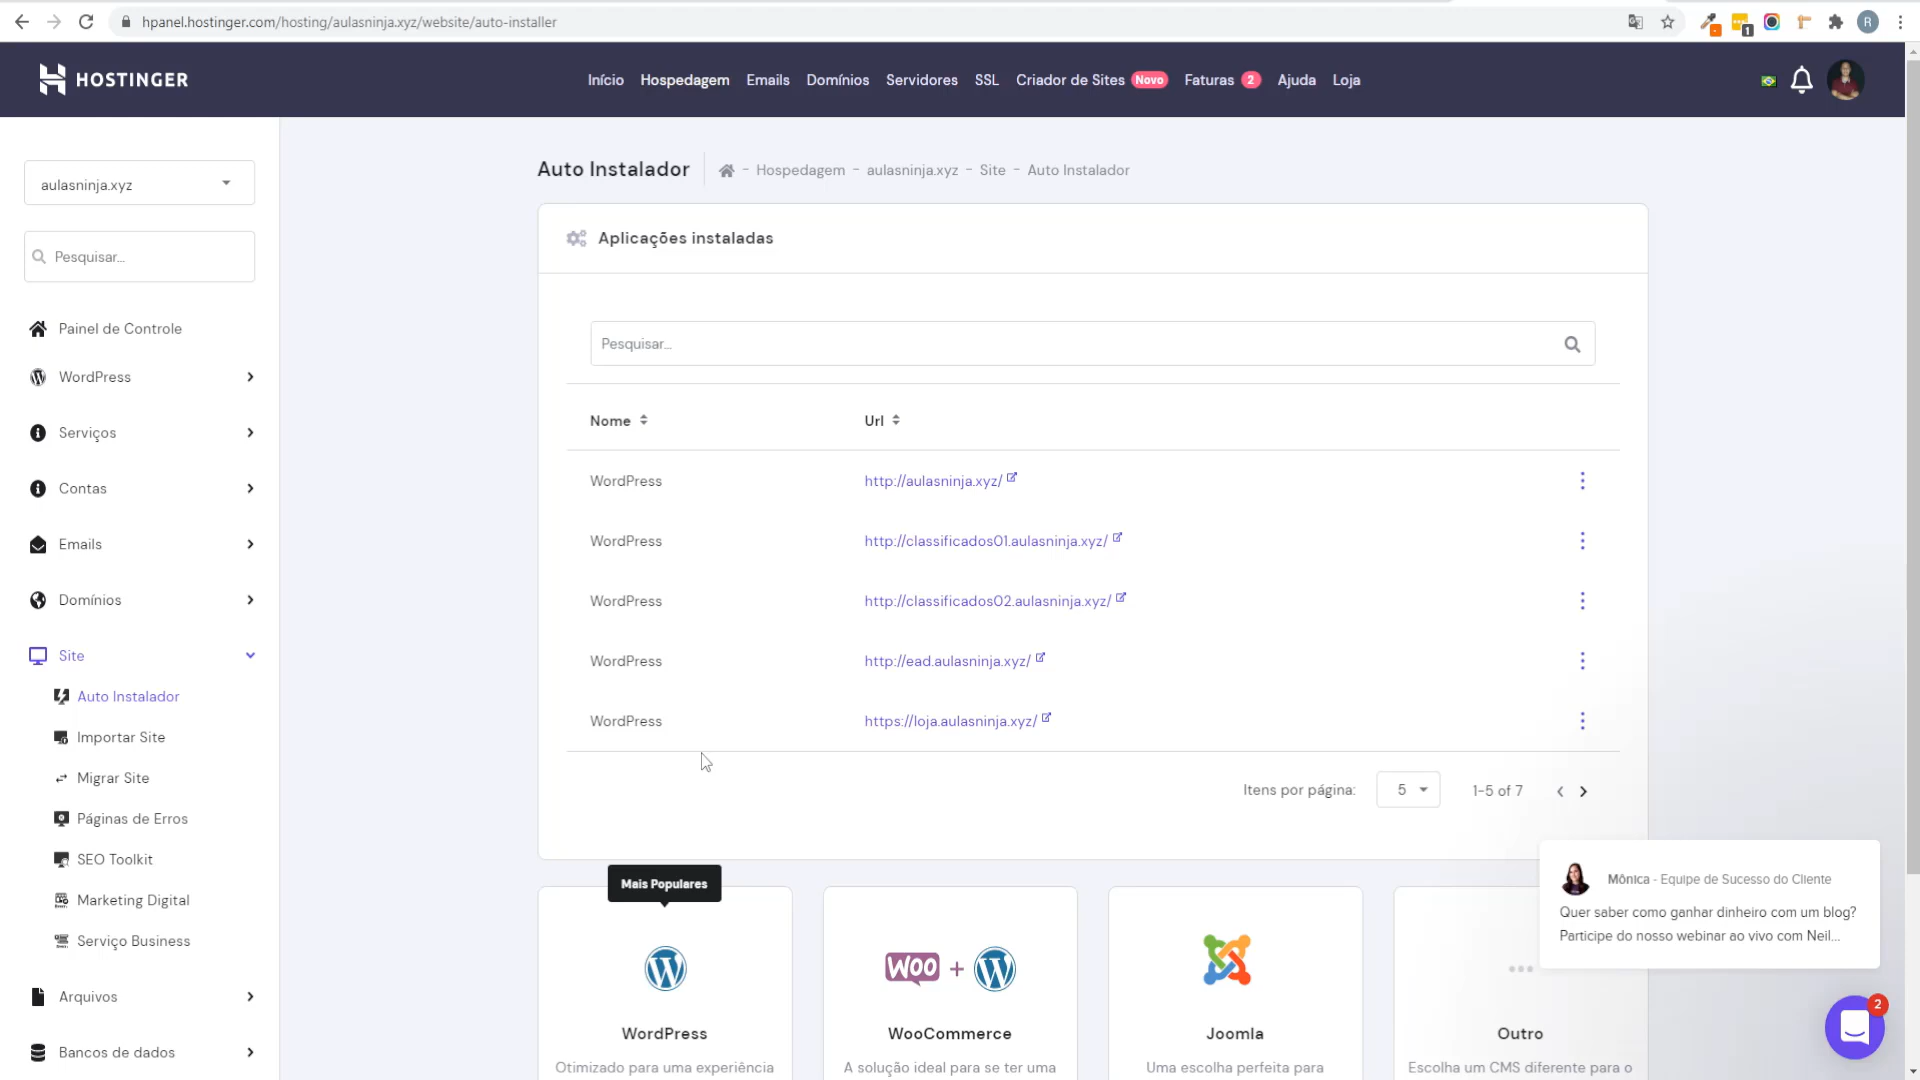 hpanel.hostinger.com/hosting/aulasninja.xyz/website/auto-installer
1
R
HOSTINGER
Início Hospedagem Emails Domínios Servidores SSL Criador de Sites Novo Faturas 2 Ajuda Loja
aulasninja.xyz
Pesquisar...
Painel de Controle
WordPress
Serviços
Contas
Emails
Domínios
Site
Auto Instalador
Importar Site
Migrar Site
Páginas de Erros
SEO Toolkit
Marketing Digital
Serviço Business
Arquivos
Bancos de dados
Auto Instalador
- Hospedagem - aulasninja.xyz - Site - Auto Instalador
Aplicações instaladas
Pesquisar...
Nome Url
WordPress http://aulasninja.xyz/
WordPress http://classificados01.aulasninja.xyz/
WordPress http://classificados02.aulasninja.xyz/
WordPress http://ead.aulasninja.xyz/
WordPress https://loja.aulasninja.xyz/
Itens por página: 5 1-5 of 7
Mais Populares
WordPress
Otimizado para uma experiência
WOO +
WooCommerce
A solução ideal para se ter uma
Joomla
Uma escolha perfeita para
Outro
Escolha um CMS diferente para o
Mônica - Equipe de Sucesso do Cliente
Quer saber como ganhar dinheiro com um blog?
Participe do nosso webinar ao vivo com Neil...
2